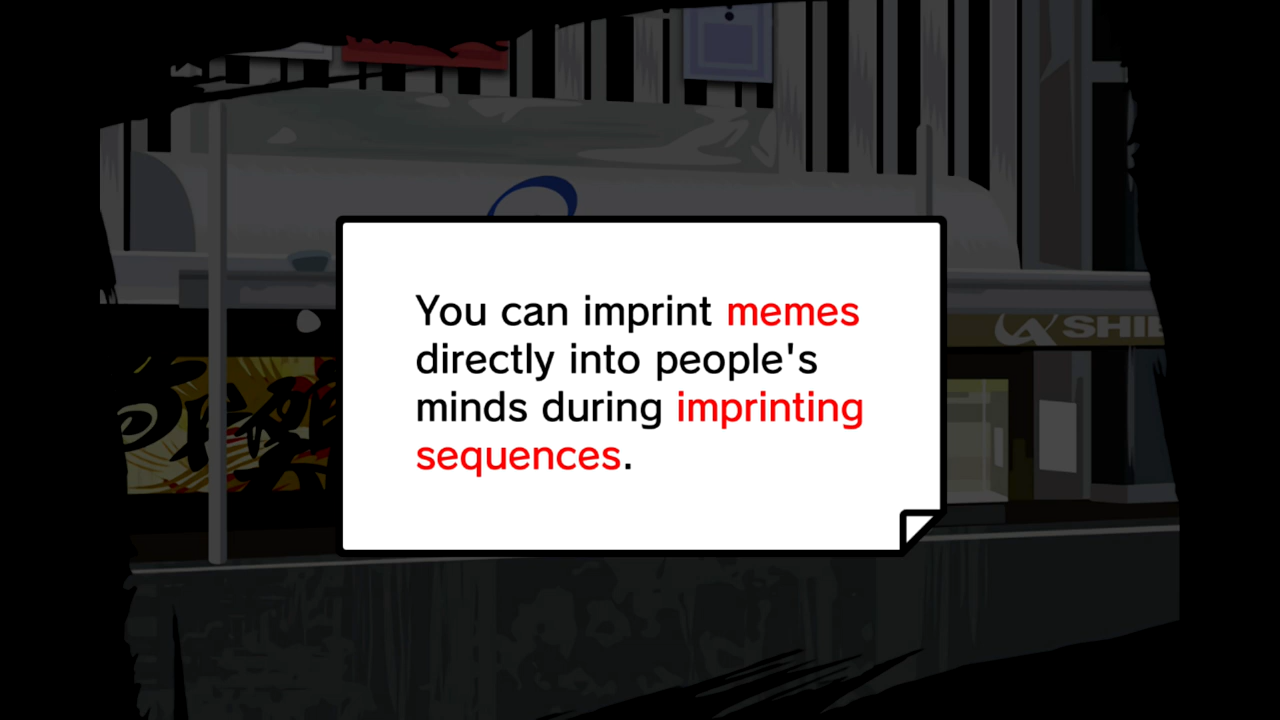 You can imprint memes
directly into people's
minds during imprinting
sequences.
SHIB